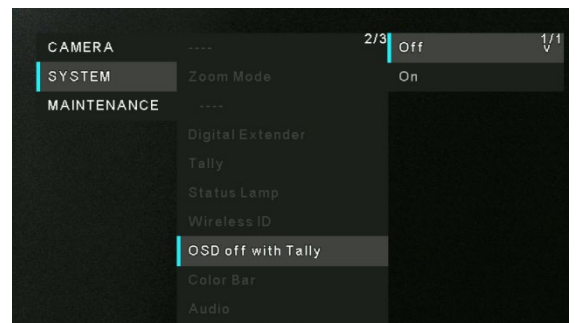 CAMERA
SYSTEM
MAINTENANCE
----
2/3
Zoom Mode
----
Digital Extender
Tally
Status Lamp
Wireless ID
OSD off with Tally
Color Bar
Audio
Off
1/1
On